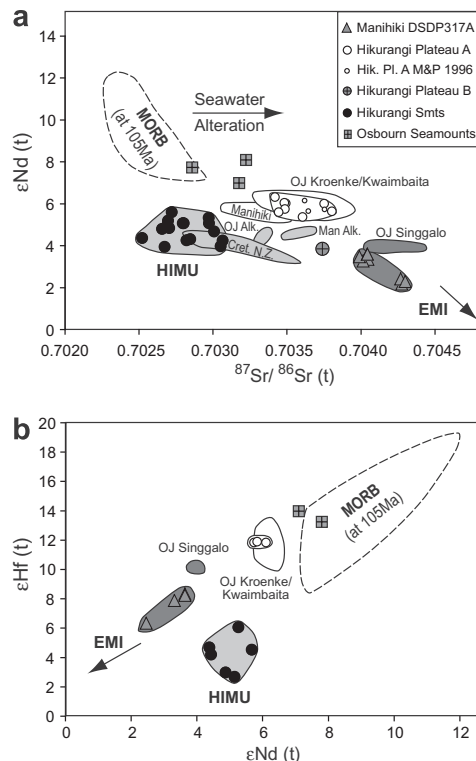 a
Manihiki DSDP317A
Hikurangi Plateau A
Hik. Pl. A M&P 1996
Hikurangi Plateau B
Hikurangi Smts
Osbourn Seamounts
14
12
10
8
6
4
2
0
εNd (t)
MORB
(at 105Ma)
Seawater
Alteration
OJ Kroenke/Kwaimbaita
Manihiki
OJ Alk.
Man Alk.
OJ Singgalo
Cret. N.Z.
HIMU
EMI
0.702 0.7025 0.703 0.7035 0.704 0.7045
87Sr/ 86Sr (t)
b
20
18
16
14
12
10
8
6
4
2
0
εHf (t)
MORB
(at 105Ma)
OJ Singgalo
OJ Kroenke/
Kwaimbaita
EMI
HIMU
0 2 4 6 8 10 12
εNd (t)